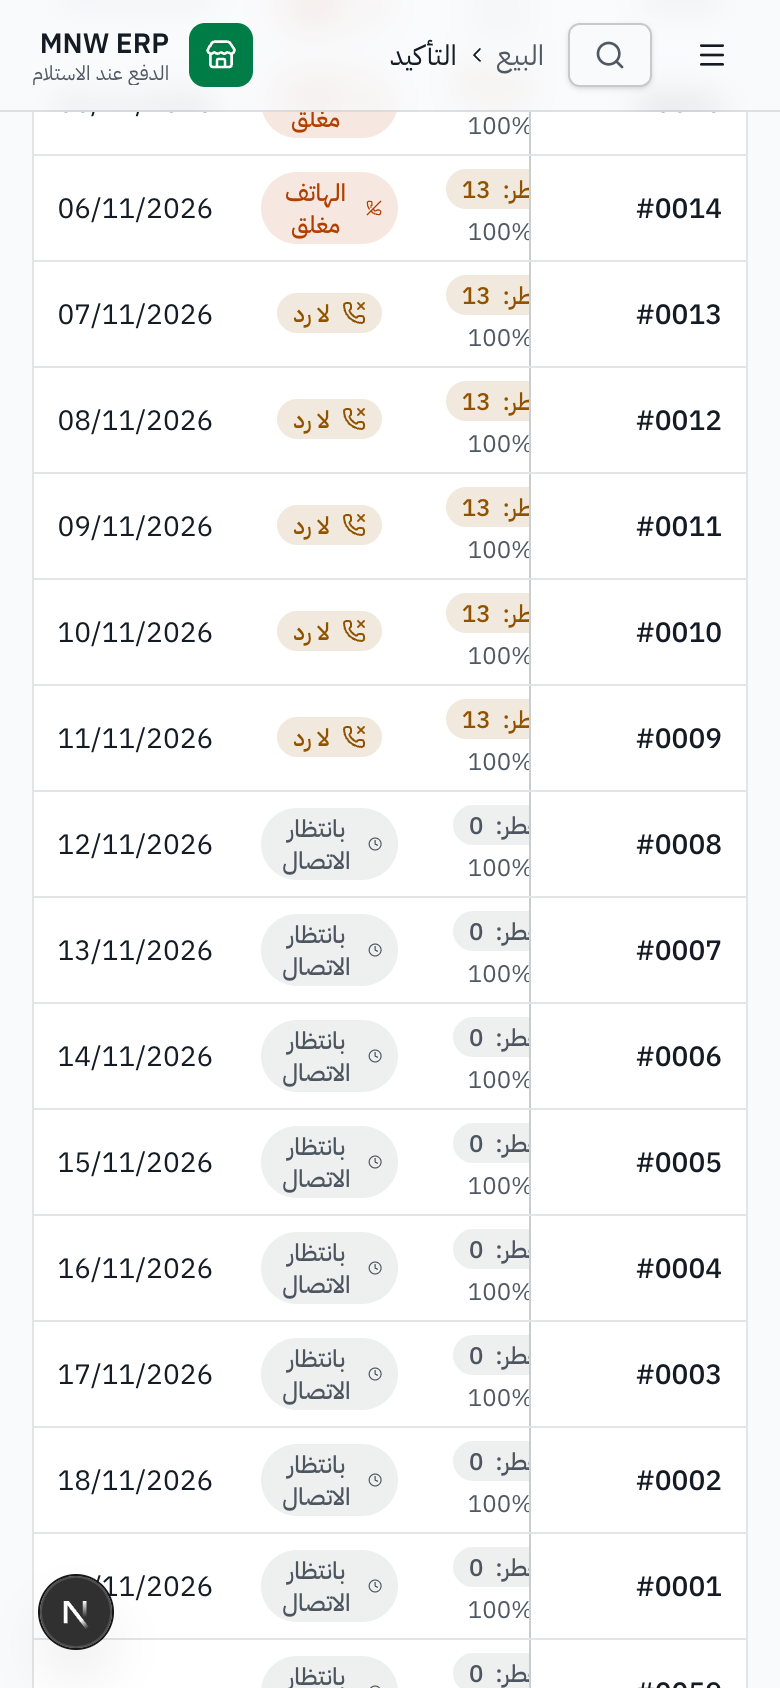 البيع
التأكيد
MNW ERP
الدفع عند الاستلام
مغلق
100%
#0014
13
100%
الهاتف
مغلق
06/11/2026
#0013
13
100%
لا رد
07/11/2026
#0012
13
100%
لا رد
08/11/2026
#0011
13
100%
لا رد
09/11/2026
#0010
13
100%
لا رد
10/11/2026
#0009
13
100%
لا رد
11/11/2026
#0008
0
100%
بانتظار
الاتصال
12/11/2026
#0007
0
100%
بانتظار
الاتصال
13/11/2026
#0006
0
100%
بانتظار
الاتصال
14/11/2026
#0005
0
100%
بانتظار
الاتصال
15/11/2026
#0004
0
100%
بانتظار
الاتصال
16/11/2026
#0003
0
100%
بانتظار
الاتصال
17/11/2026
#0002
0
100%
بانتظار
الاتصال
18/11/2026
#0001
0
100%
بانتظار
الاتصال
/11/2026
N
0
بانتظار